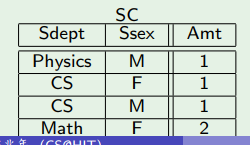 SC
Sdept Ssex Amt
Physics M 1
CS F 1
CS M 1
Math F 2
(CS@HIT)